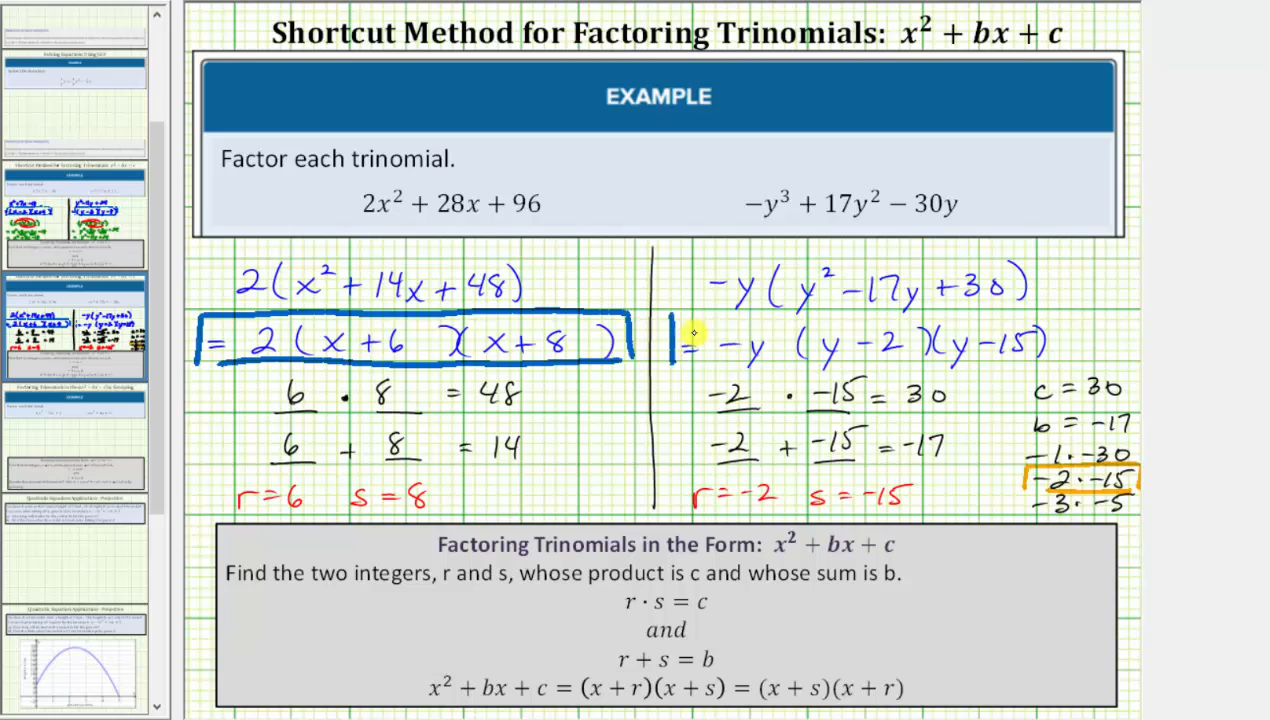 Shortcut Method for Factoring Trinomials: x² + bx + c
EXAMPLE
Factor each trinomial.
2x² + 28x + 96
-y³ + 17y² − 30y
2(x² + 14x + 48)
= 2(x + 6)(x + 8)
6 · 8 = 48
6 + 8 = 14
r = 6 s = 8
-y(y² - 17y + 30)
= -y (y - 2)(y - 15)
-2 · -15 = 30
-2 + -15 = -17
r = -2 s = -15
c = 30
b = -17
-1 · -30
-2 · -15
-3 · -5
Factoring Trinomials in the Form: x² + bx + c
Find the two integers, r and s, whose product is c and whose sum is b.
r · s = c
and
r + s = b
x² + bx + c = (x + r)(x + s) = (x + s)(x + r)